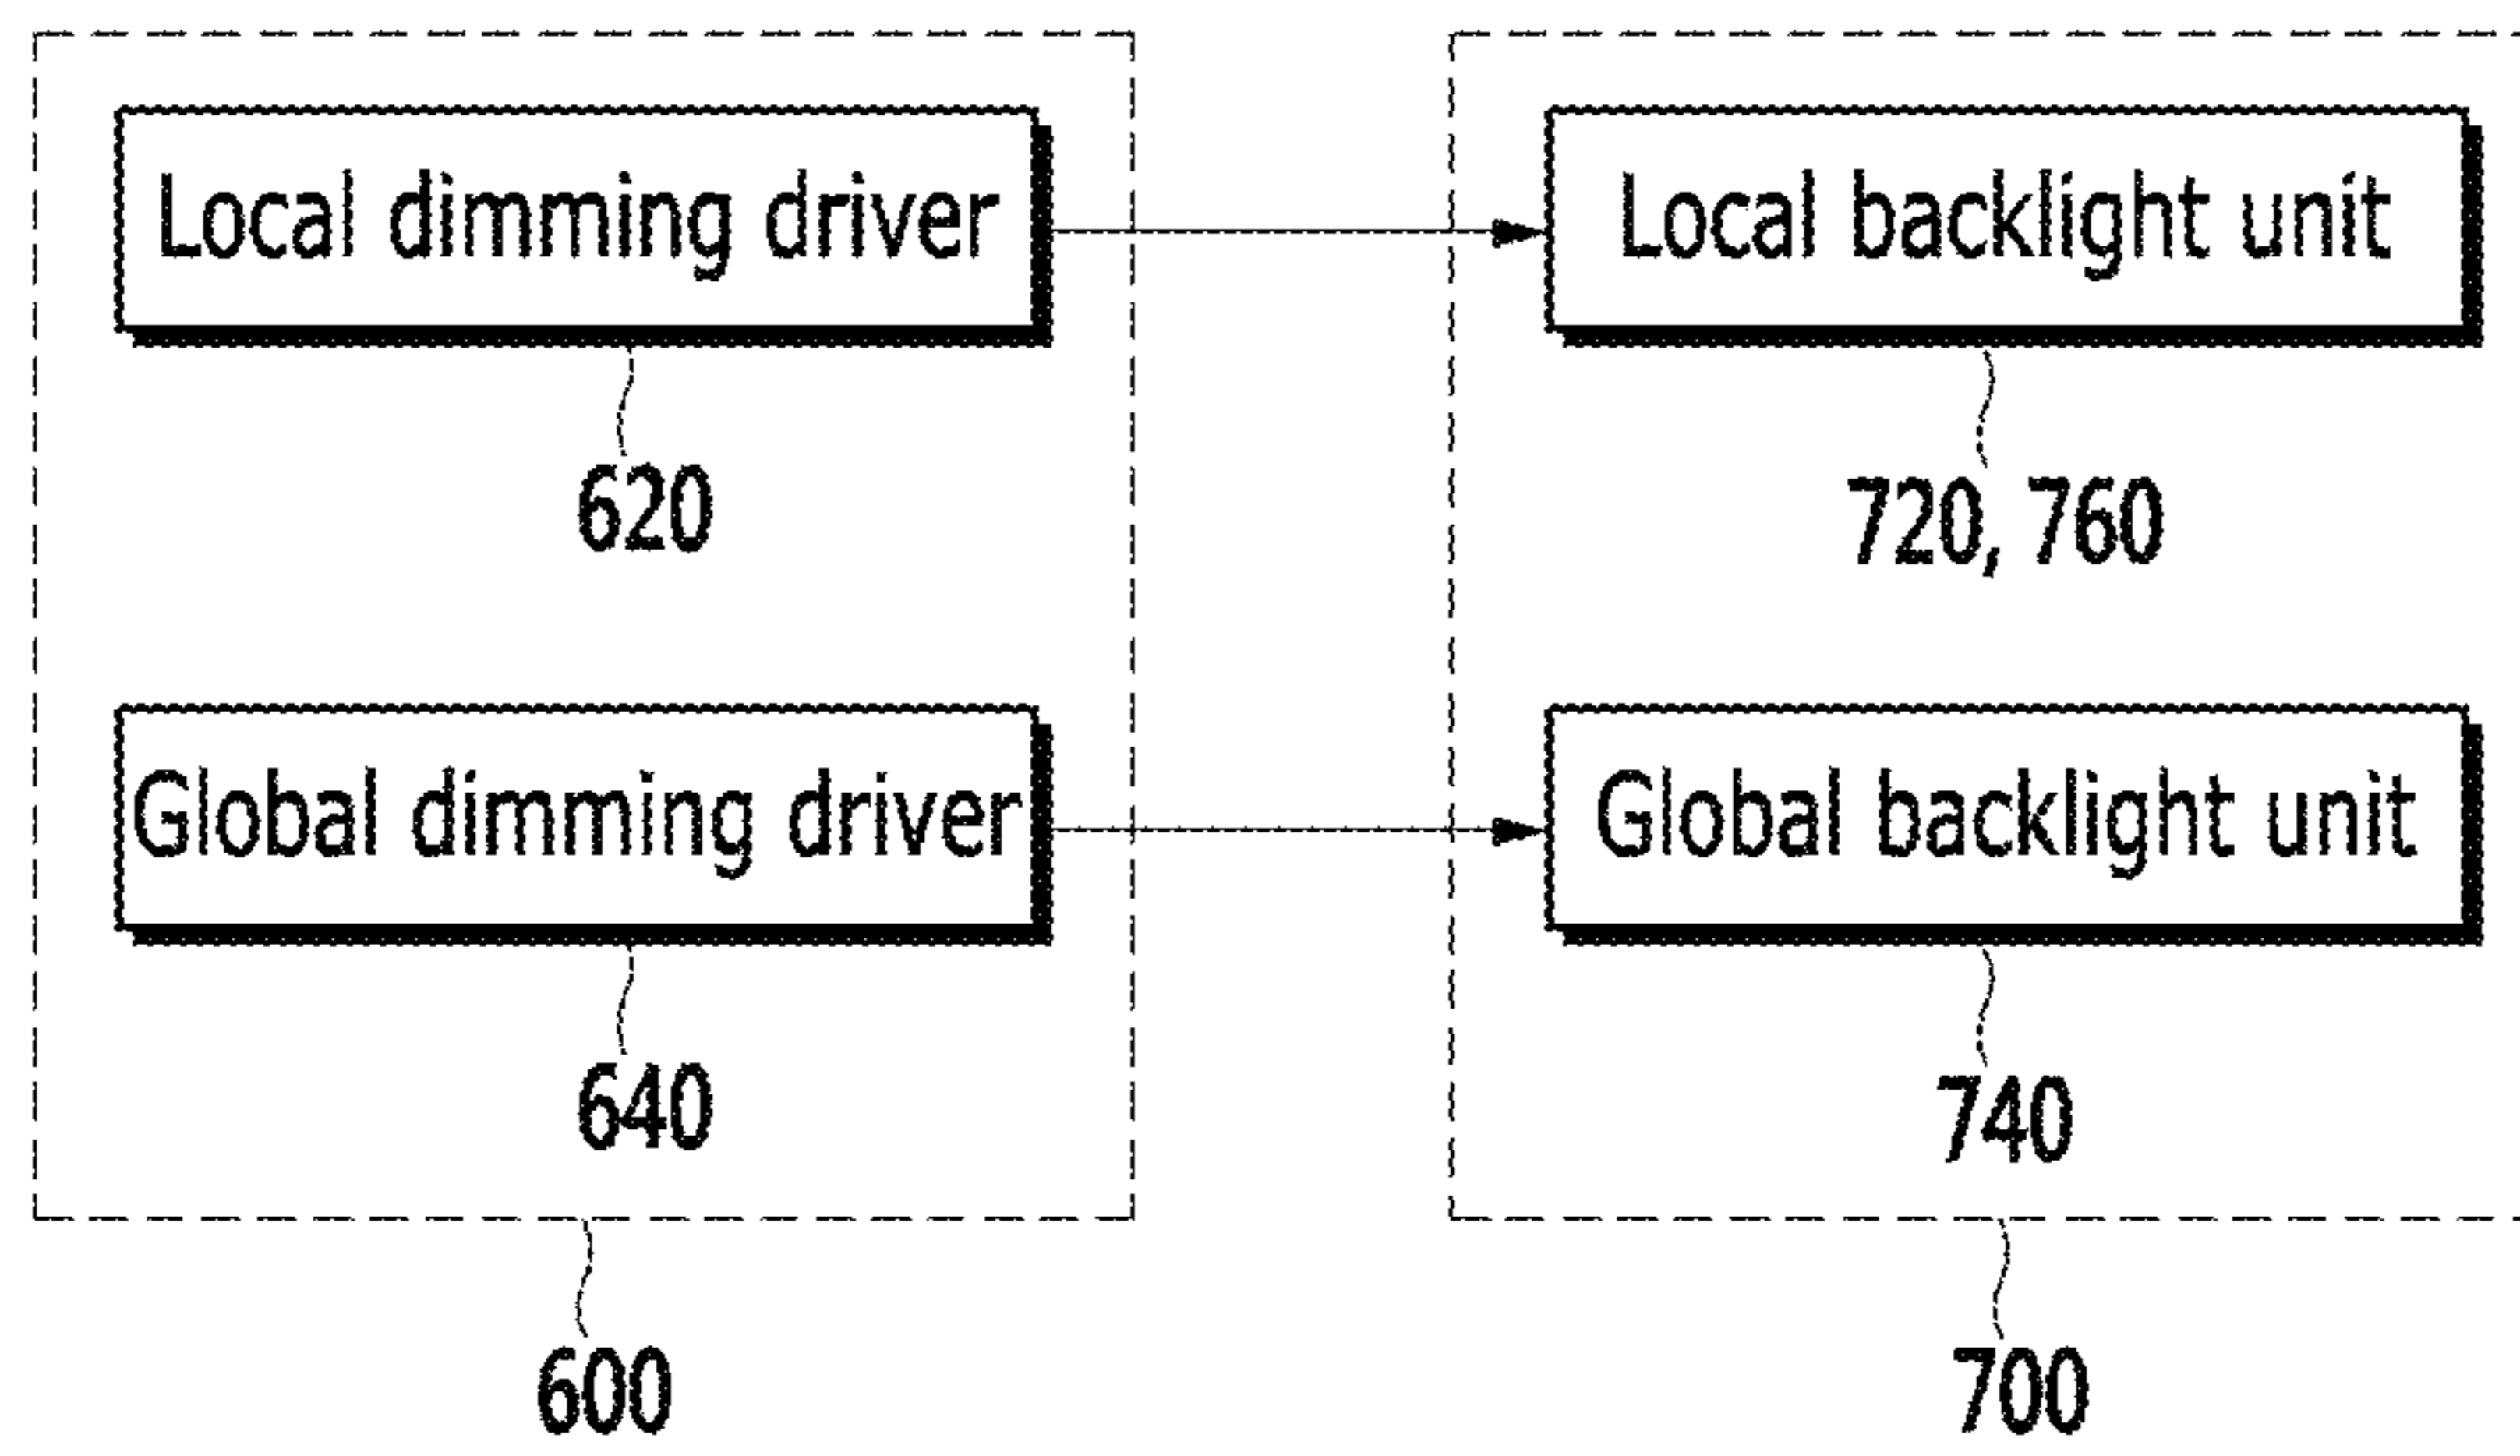 Local dimming driver
Local backlight unit
620
720, 760
Global dimming driver
Global backlight unit
640
740
600
700